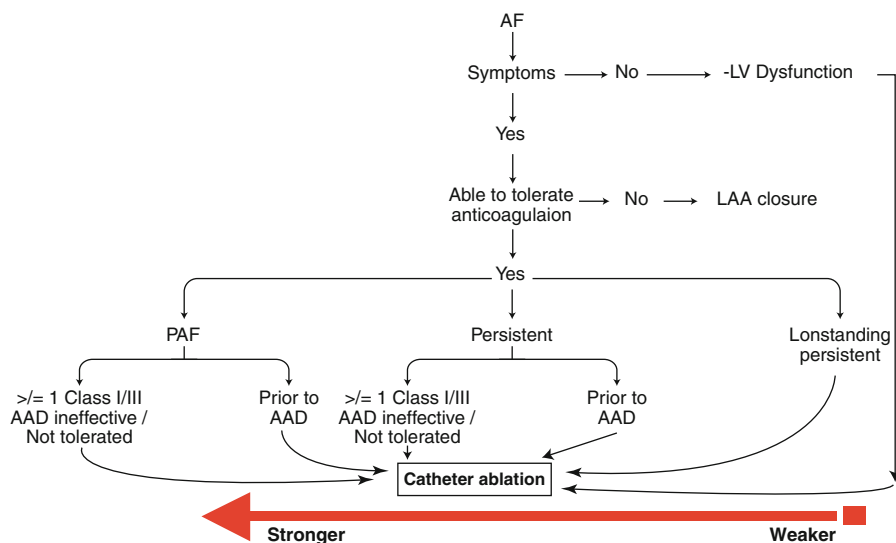 AF
Symptoms
No
-LV Dysfunction
Yes
Able to tolerate
anticoagulaion
No
LAA closure
Yes
PAF
Persistent
Lonstanding
persistent
>/= 1 Class I/III
AAD ineffective /
Not tolerated
Prior to
AAD
>/= 1 Class I/III
AAD ineffective /
Not tolerated
Prior to
AAD
Catheter ablation
Stronger
Weaker